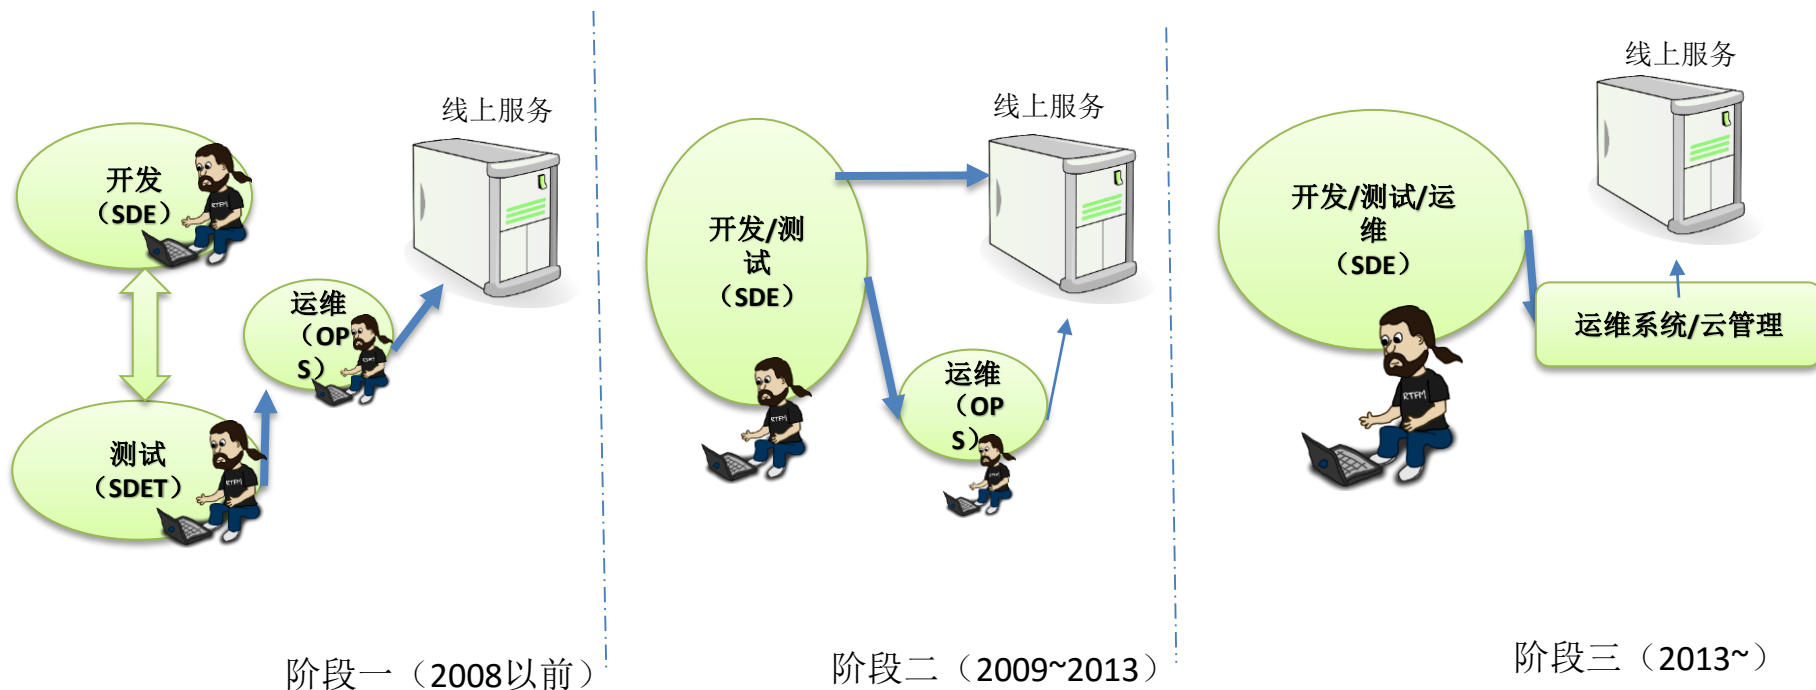 线上服务
开发
（SDE）
RTFM
运维
（OP
S）
测试
（SDET）
RTFM
阶段一（2008以前）
线上服务
开发/测
试
（SDE）
运维
（OP
S）
阶段二（2009~2013）
线上服务
开发/测试/运
维
（SDE）
运维系统/云管理
RTFM
阶段三（2013~）